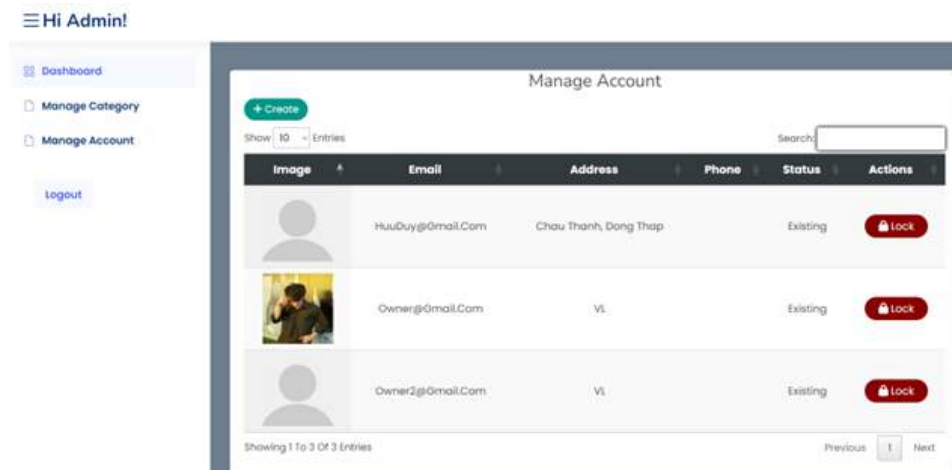 Hi Admin!
Dashboard
Manage Category
Manage Account
Logout
Manage Account
+ Create
Show 10 Entries
Search:
Image Email Address Phone Status Actions
HuuDuy@Gmail.Com Chau Thanh, Dong Thap Existing Lock
Owner@Gmail.Com VL Existing Lock
Owner2@Gmail.Com VL Existing Lock
Showing 1 To 3 Of 3 Entries
Previous 1 Next